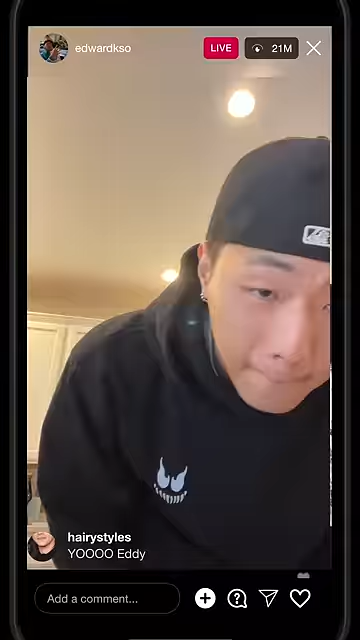 edwardkso
LIVE
21M
hairystyles
YOOOO Eddy
Add a comment...